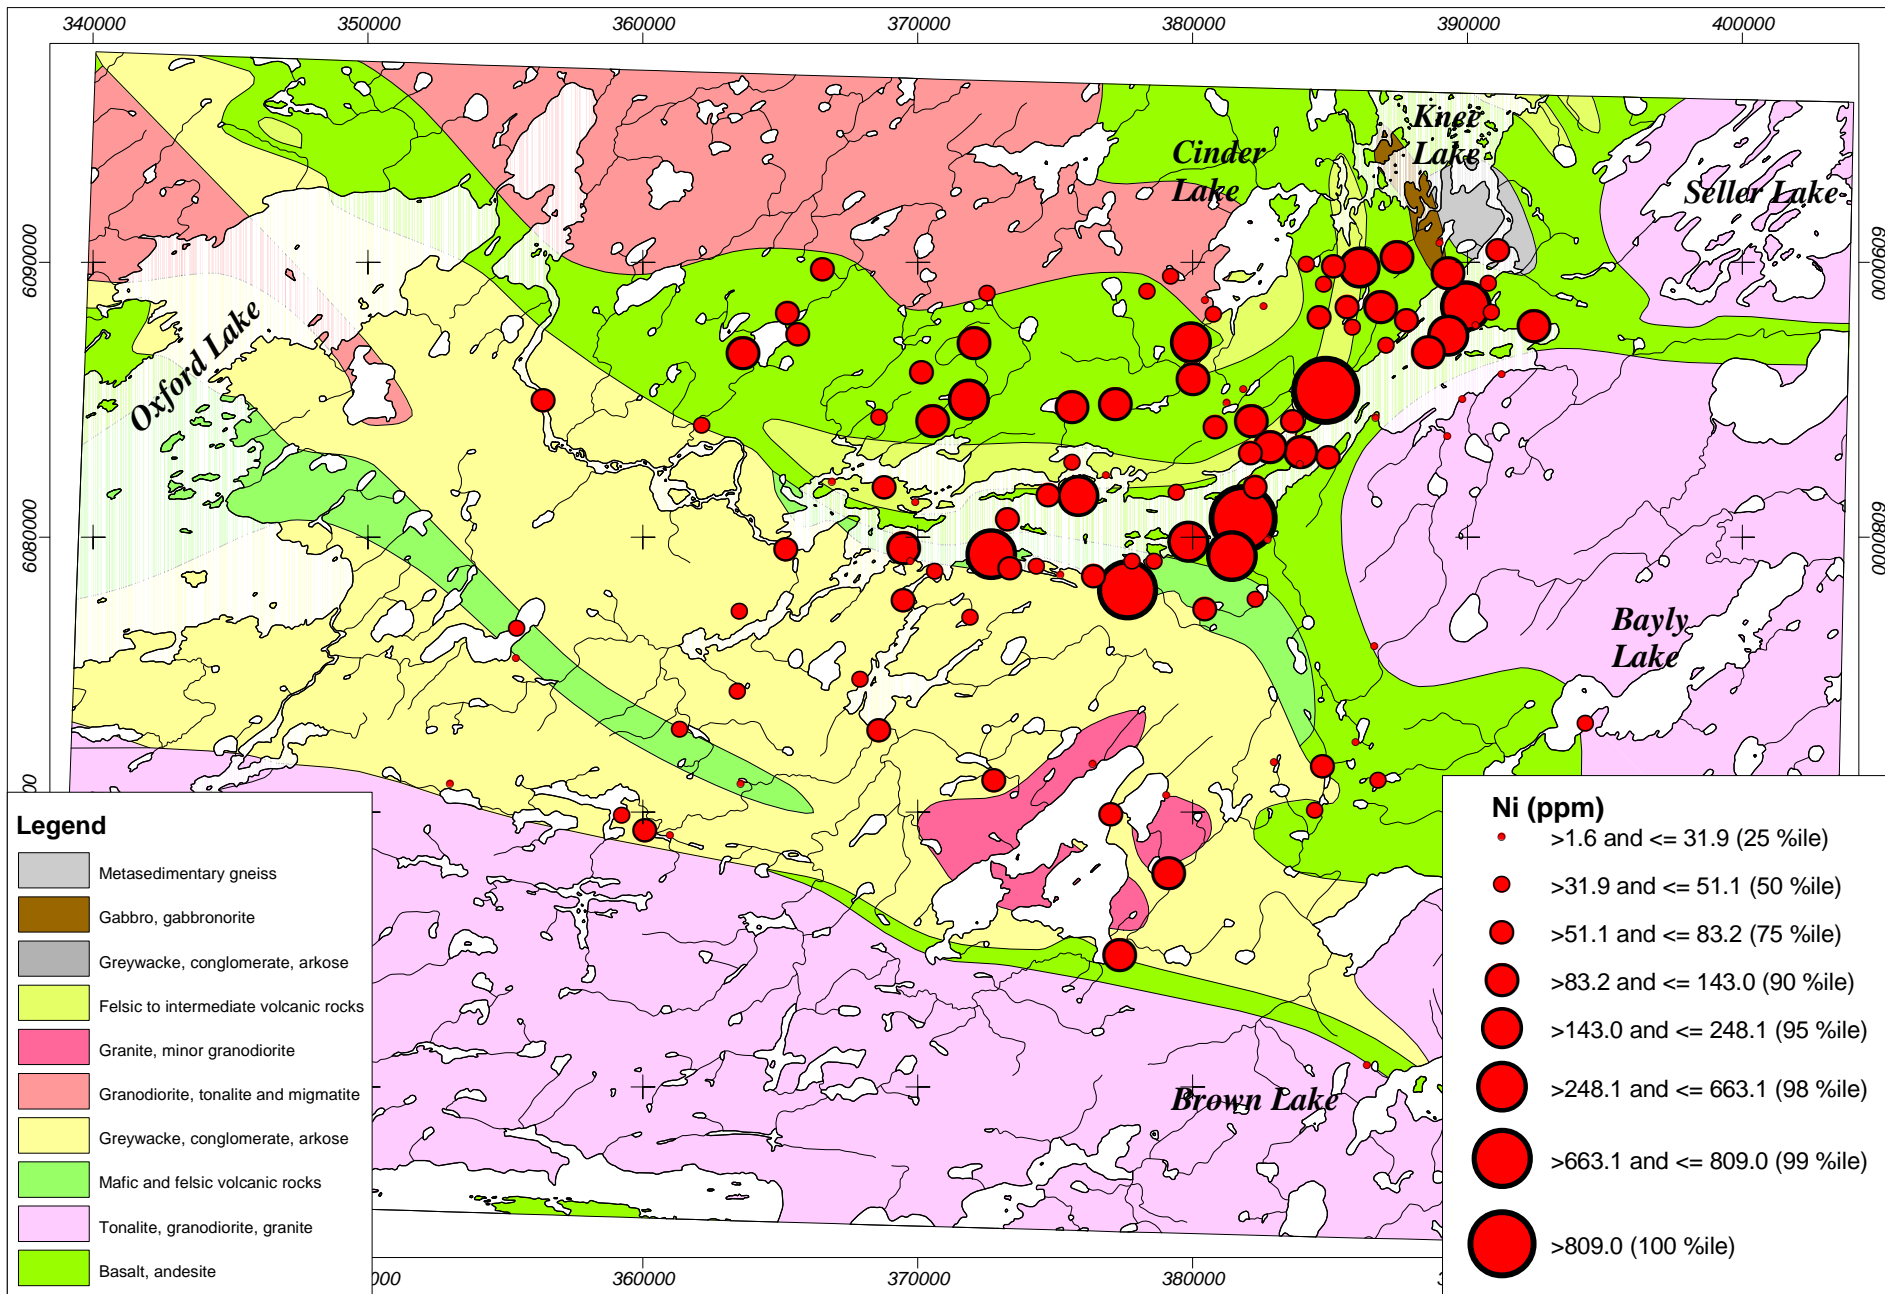 340000 350000 360000 370000 380000 390000 400000
Knee
Lake
Cinder
Lake
Seller Lake
6090000
6090000
Oxford Lake
6080000
6080000
Bayly
Lake
Brown Lake
Legend
Metasedimentary gneiss
Gabbro, gabbronorite
Greywacke, conglomerate, arkose
Felsic to intermediate volcanic rocks
Granite, minor granodiorite
Granodiorite, tonalite and migmatite
Greywacke, conglomerate, arkose
Mafic and felsic volcanic rocks
Tonalite, granodiorite, granite
Basalt, andesite
Ni (ppm)
>1.6 and <= 31.9 (25 %ile)
>31.9 and <= 51.1 (50 %ile)
>51.1 and <= 83.2 (75 %ile)
>83.2 and <= 143.0 (90 %ile)
>143.0 and <= 248.1 (95 %ile)
>248.1 and <= 663.1 (98 %ile)
>663.1 and <= 809.0 (99 %ile)
>809.0 (100 %ile)
360000 370000 380000